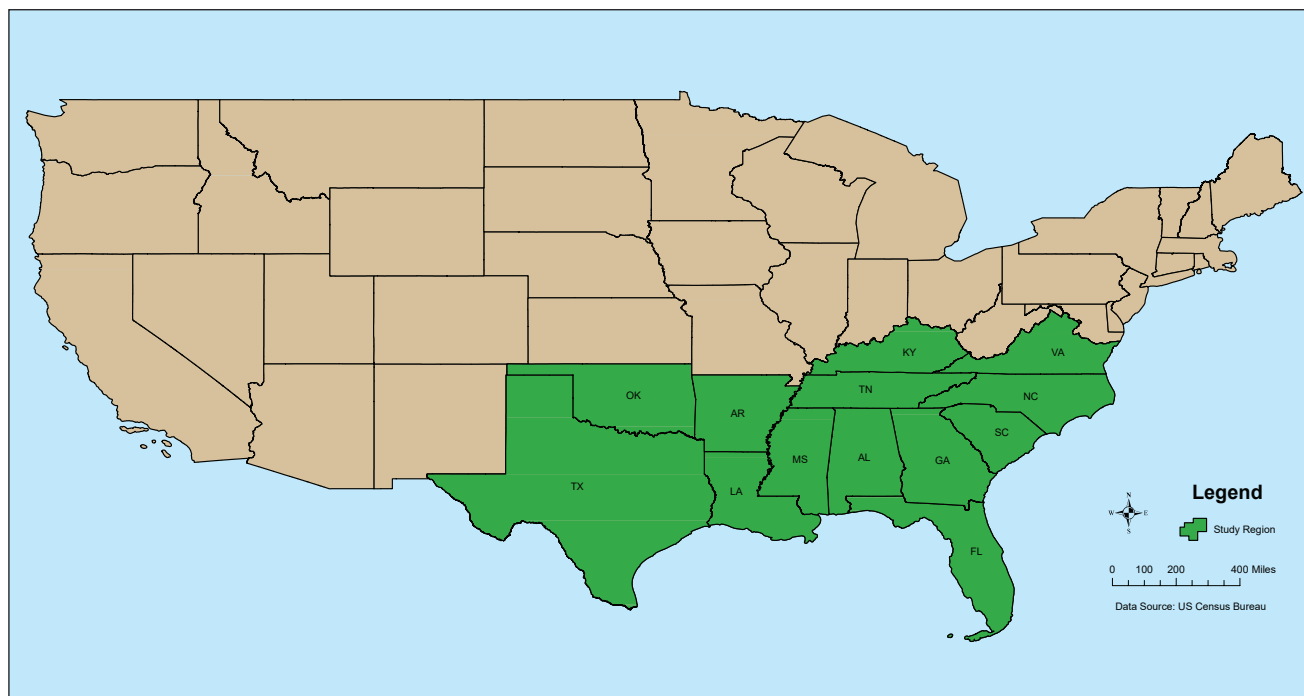 KY
VA
TN
NC
OK
AR
SC
MS
AL
GA
TX
LA
FL
Legend
N
W E
S
Study Region
0 100 200 400 Miles
Data Source: US Census Bureau